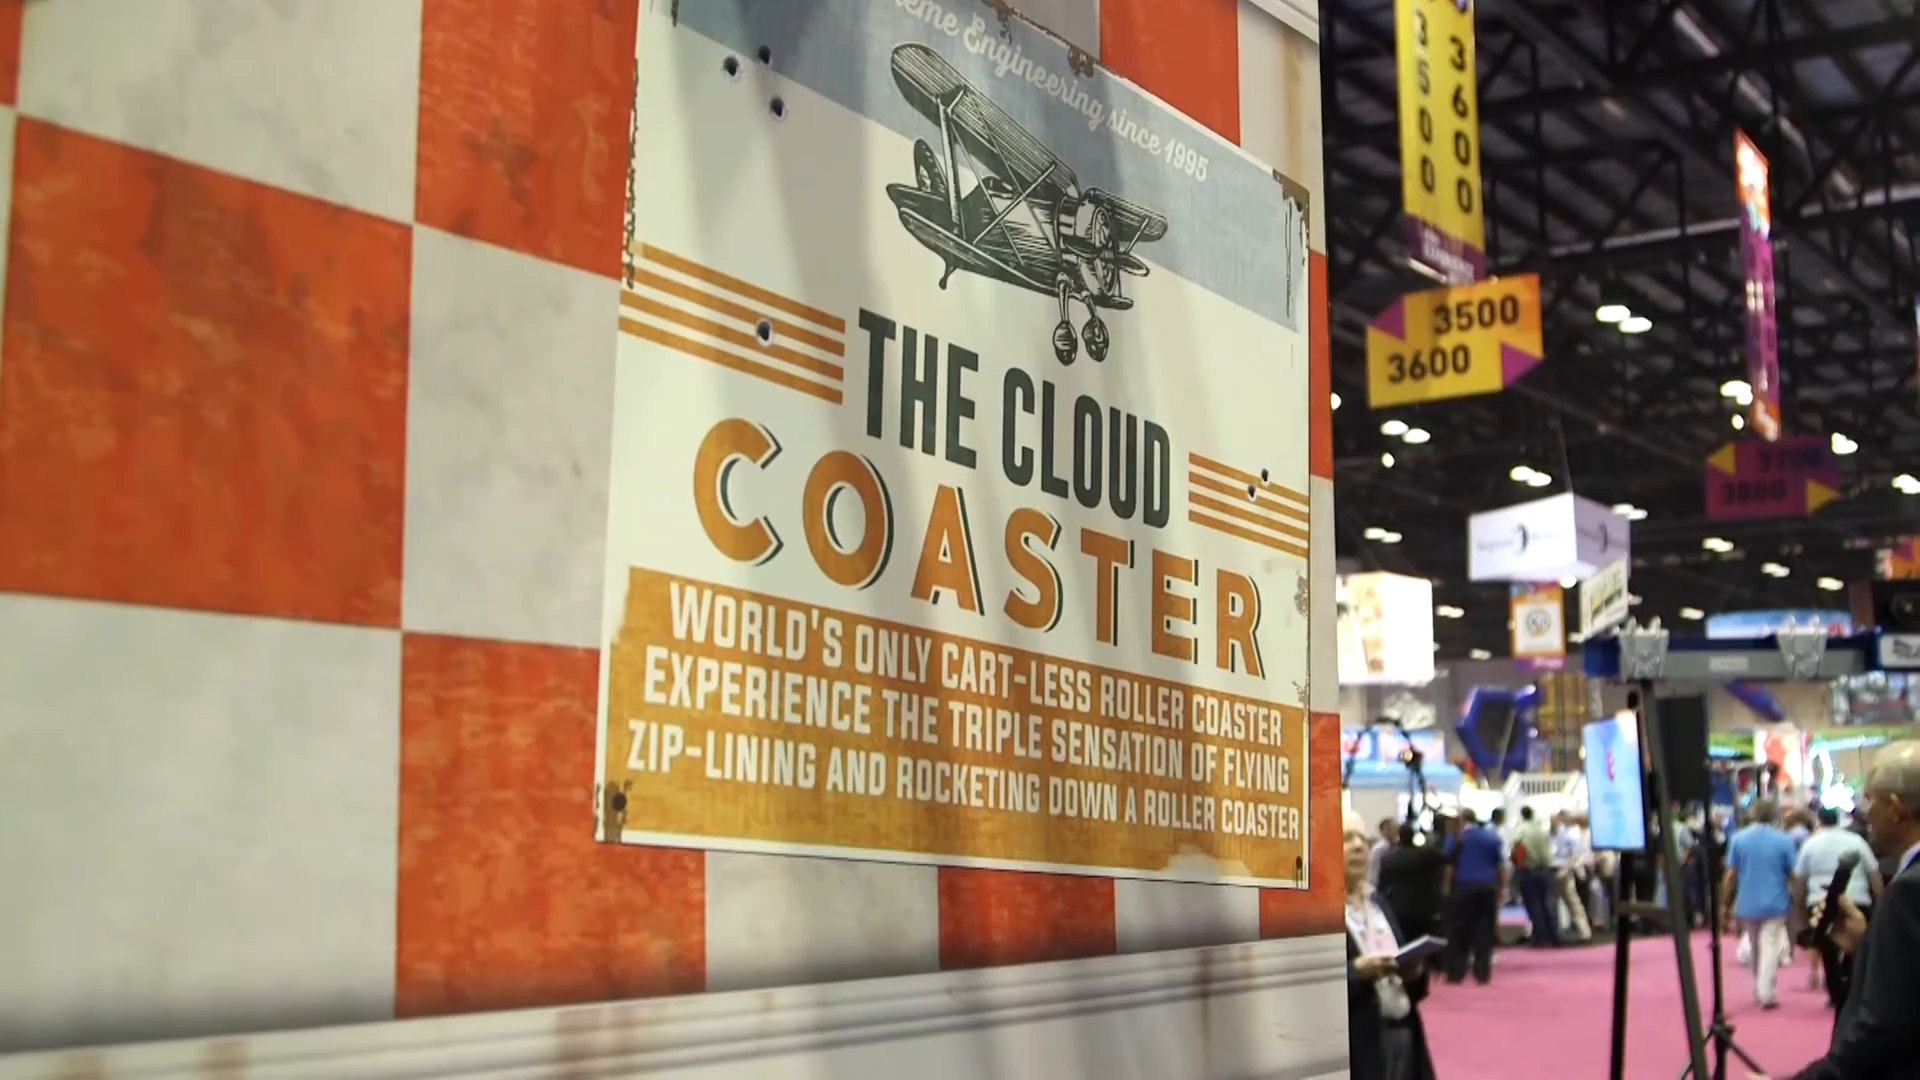 Engineering since 1995
THE CLOUD
COASTER
WORLD'S ONLY CART-LESS ROLLER COASTER
EXPERIENCE THE TRIPLE SENSATION OF FLYING
ZIP-LINING AND ROCKETING DOWN A ROLLER COASTER
3500
3600
3500
3600
3700
3800